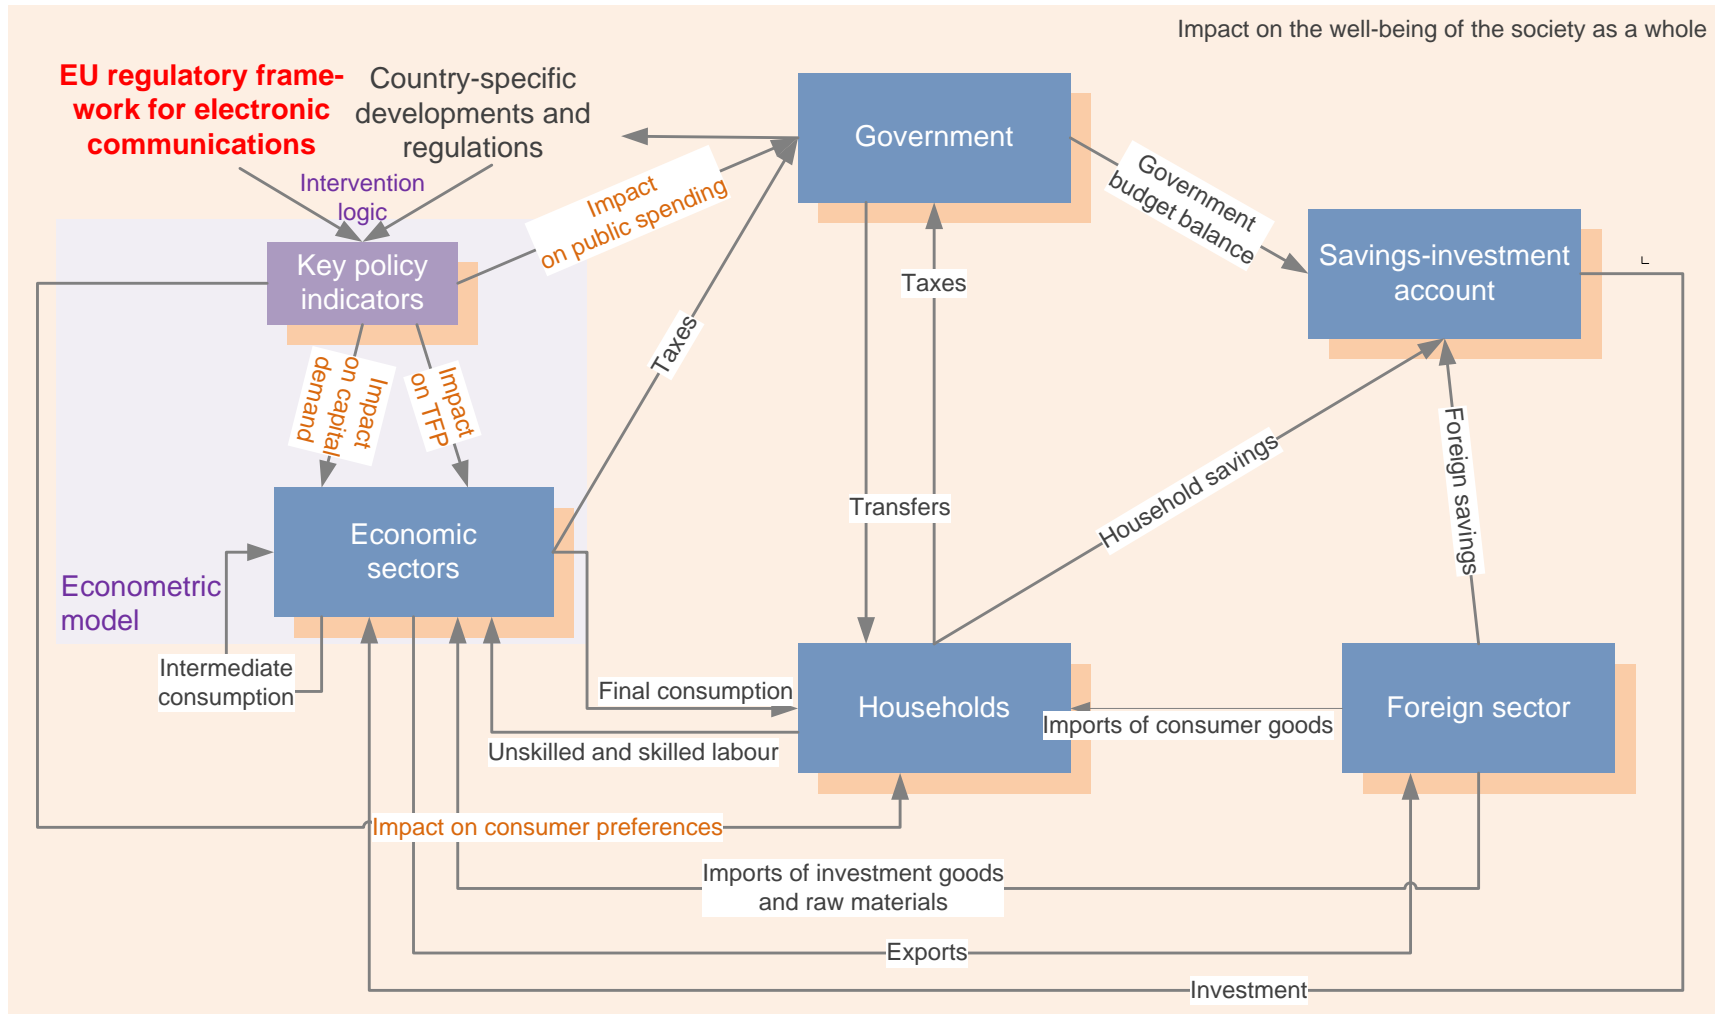 Impact on the well-being of the society as a whole
EU regulatory frame-
work for electronic
communications
Country-specific
developments and
regulations
Intervention
logic
Key policy
indicators
Impact
on public spending
Government
Government
budget balance
Savings-investment
account
Taxes
Taxes
Impact
on capital
demand
Impact
on TFP
Economic
sectors
Econometric
model
Transfers
Household savings
Foreign savings
Intermediate
consumption
Final consumption
Unskilled and skilled labour
Households
Imports of consumer goods
Foreign sector
Impact on consumer preferences
Imports of investment goods
and raw materials
Exports
Investment